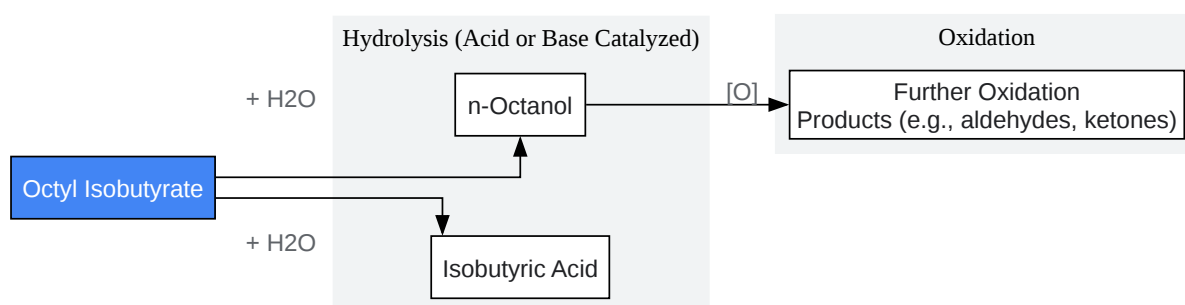 Hydrolysis (Acid or Base Catalyzed)
Oxidation
+ H2O
n-Octanol
[O]
Further Oxidation
Products (e.g., aldehydes, ketones)
Octyl Isobutyrate
+ H2O
Isobutyric Acid